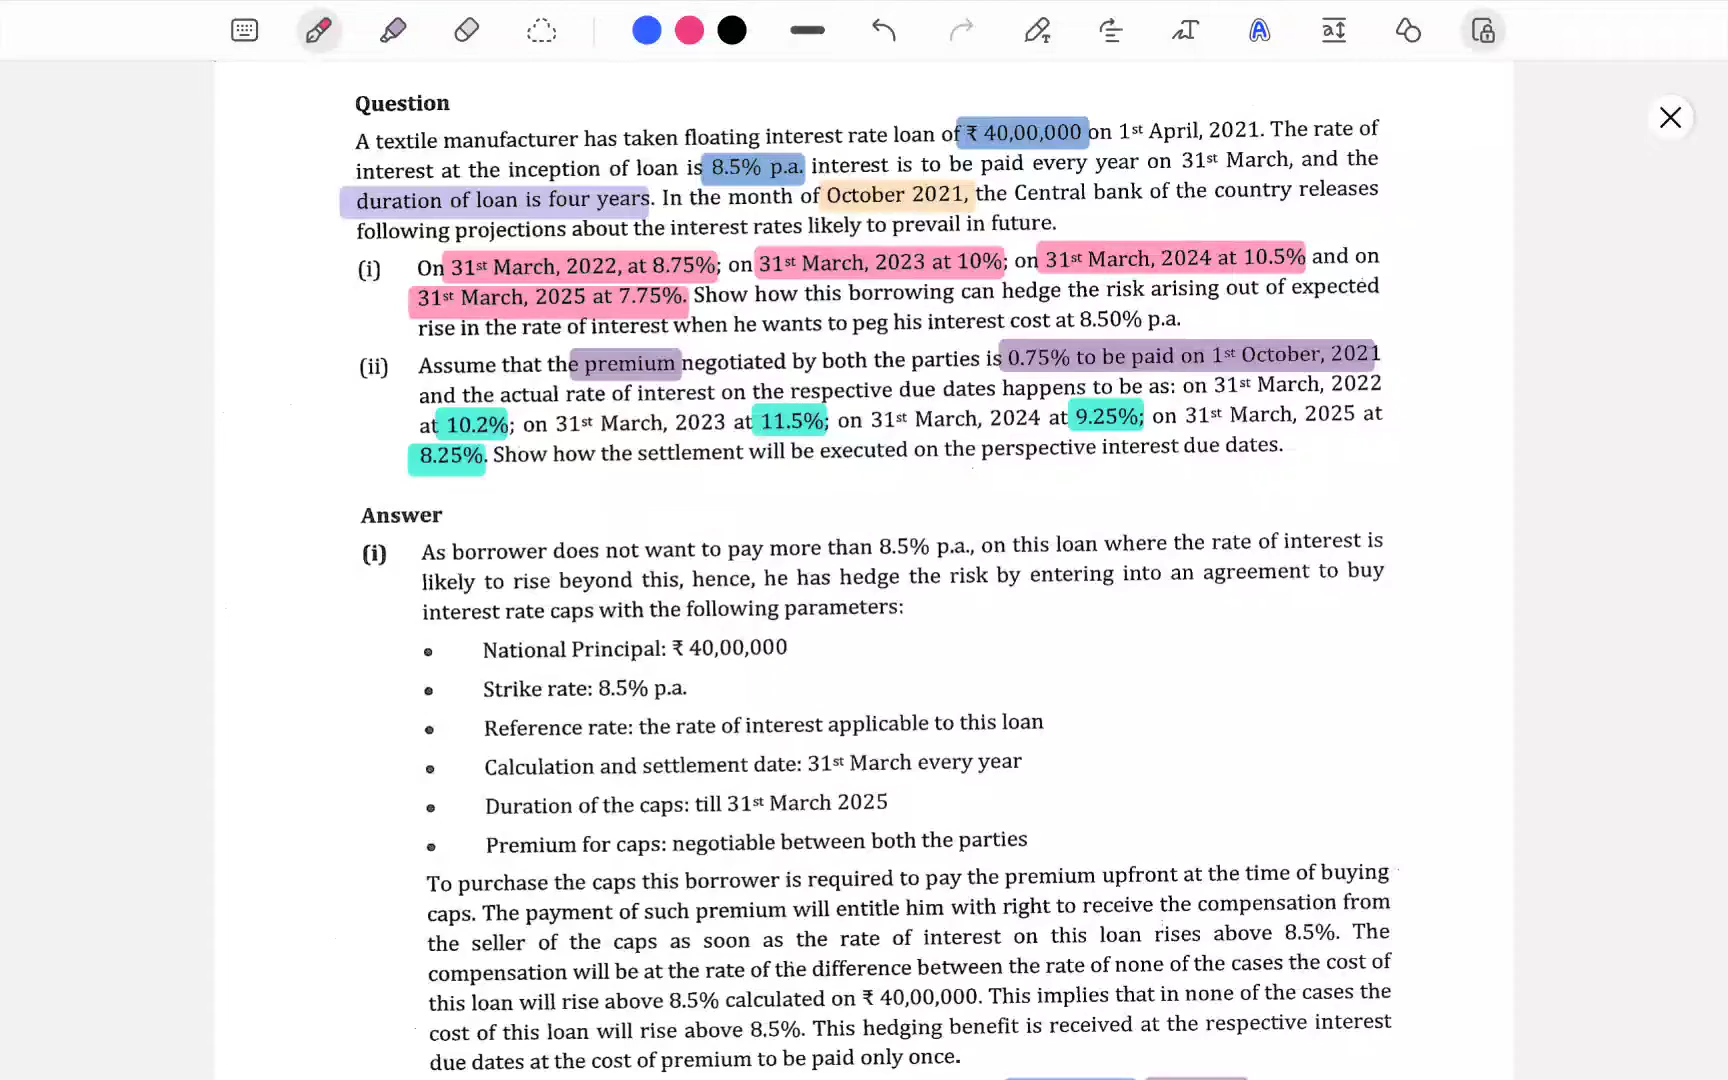 Question
A textile manufacturer has taken floating interest rate loan of ₹ 40,00,000 on 1st April, 2021. The rate of
interest at the inception of loan is 8.5% p.a. interest is to be paid every year on 31st March, and the
duration of loan is four years. In the month of October 2021, the Central bank of the country releases
following projections about the interest rates likely to prevail in future.
(i) On 31st March, 2022, at 8.75%; on 31st March, 2023 at 10%; on 31st March, 2024 at 10.5% and on
31st March, 2025 at 7.75%. Show how this borrowing can hedge the risk arising out of expected
rise in the rate of interest when he wants to peg his interest cost at 8.50% p.a.
(ii) Assume that the premium negotiated by both the parties is 0.75% to be paid on 1st October, 2021
and the actual rate of interest on the respective due dates happens to be as: on 31st March, 2022
at 10.2%; on 31st March, 2023 at 11.5%; on 31st March, 2024 at 9.25%; on 31st March, 2025 at
8.25%. Show how the settlement will be executed on the perspective interest due dates.
Answer
(i) As borrower does not want to pay more than 8.5% p.a., on this loan where the rate of interest is
likely to rise beyond this, hence, he has hedge the risk by entering into an agreement to buy
interest rate caps with the following parameters:
• National Principal: ₹ 40,00,000
• Strike rate: 8.5% p.a.
• Reference rate: the rate of interest applicable to this loan
• Calculation and settlement date: 31st March every year
• Duration of the caps: till 31st March 2025
• Premium for caps: negotiable between both the parties
To purchase the caps this borrower is required to pay the premium upfront at the time of buying
caps. The payment of such premium will entitle him with right to receive the compensation from
the seller of the caps as soon as the rate of interest on this loan rises above 8.5%. The
compensation will be at the rate of the difference between the rate of none of the cases the cost of
this loan will rise above 8.5% calculated on ₹ 40,00,000. This implies that in none of the cases the
cost of this loan will rise above 8.5%. This hedging benefit is received at the respective interest
due dates at the cost of premium to be paid only once.